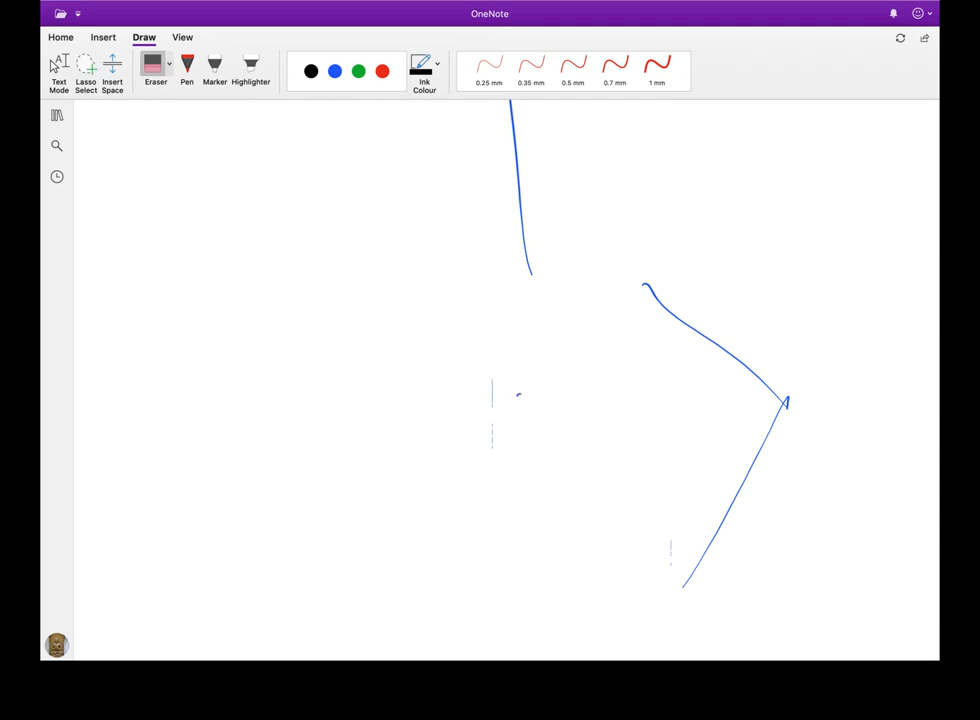 OneNote
Home Insert Draw View
Text Mode
Lasso Select
Insert Space
Eraser
Pen
Marker
Highlighter
Ink Colour
0.25 mm 0.35 mm 0.5 mm 0.7 mm 1 mm